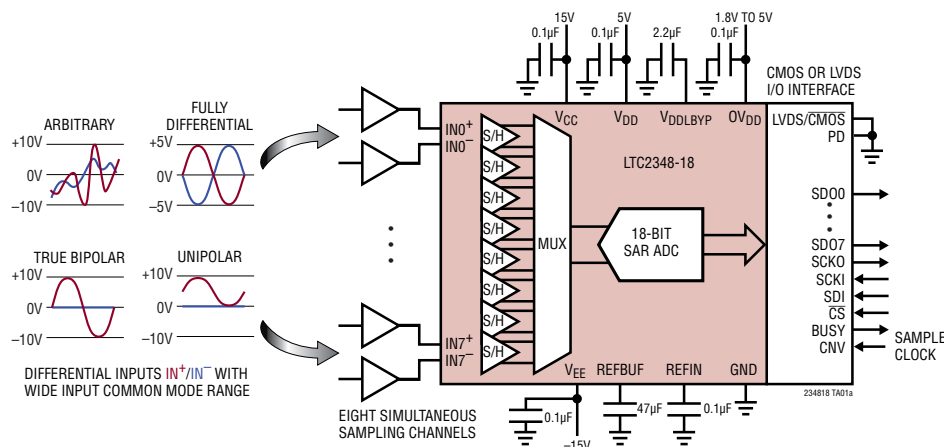 15V
5V
1.8V TO 5V
0.1µF
0.1µF
2.2µF
0.1µF
CMOS OR LVDS
I/O INTERFACE
ARBITRARY
+10V
0V
–10V
FULLY
DIFFERENTIAL
+5V
0V
–5V
TRUE BIPOLAR
+10V
0V
–10V
UNIPOLAR
+10V
0V
–10V
DIFFERENTIAL INPUTS IN+/IN– WITH
WIDE INPUT COMMON MODE RANGE
IN0+
IN0–
IN7+
IN7–
EIGHT SIMULTANEOUS
SAMPLING CHANNELS
S/H
S/H
S/H
S/H
S/H
S/H
S/H
S/H
MUX
VCC
VDD
VDDLBYP
OVDD
LTC2348-18
18-BIT
SAR ADC
VEE
REFBUF
REFIN
GND
0.1µF
–15V
47µF
0.1µF
LVDS/CMOS
PD
SDO0
SDO7
SCKO
SCKI
SDI
CS
BUSY
CNV
SAMPLE
CLOCK
234818 TA01a